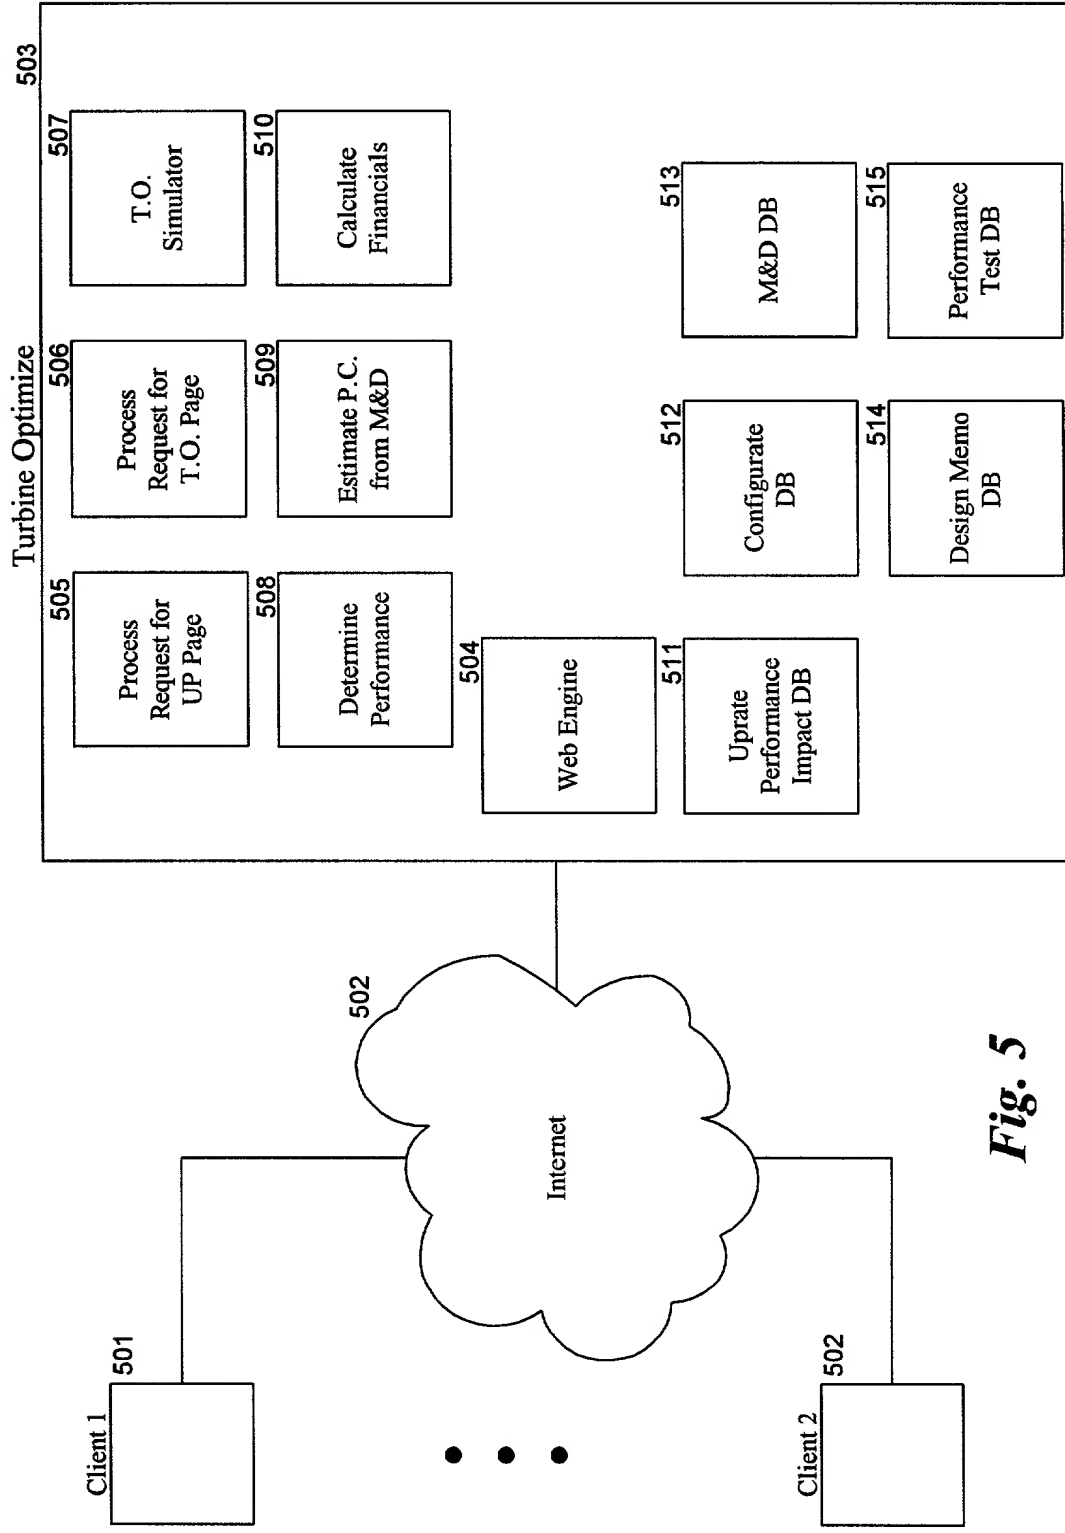 Client 1
501
Client 2
502
Internet
502
Turbine Optimize
503
505
Process
Request for
UP Page
506
Process
Request for
T.O. Page
507
T.O.
Simulator
508
Determine
Performance
509
Estimate P.C.
from M&D
510
Calculate
Financials
504
Web Engine
511
Uprate
Performance
Impact DB
512
Configurate
DB
513
M&D DB
514
Design Memo
DB
515
Performance
Test DB
Fig. 5